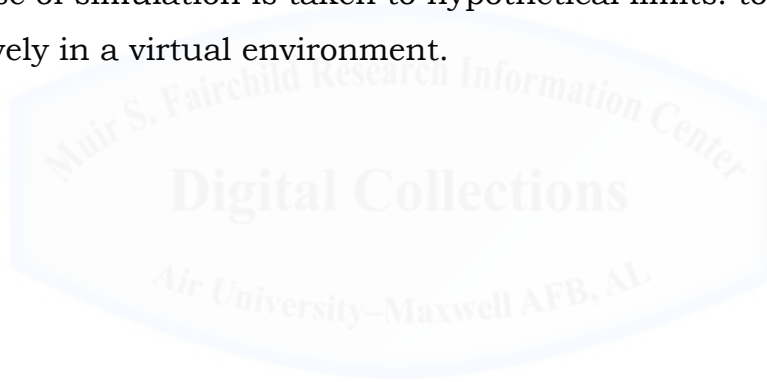 se of simulation is taken to hypothetical limits: to
vely in a virtual environment.
Muir S. Fairchild Research Information Center
Digital Collections
Air University–Maxwell AFB, AL